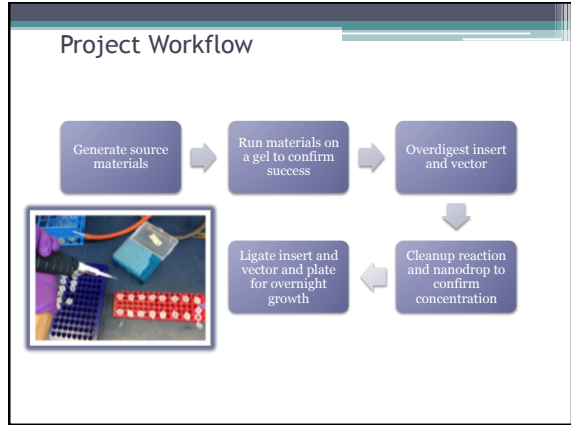 Project Workflow
Generate source
materials
Run materials on
a gel to confirm
success
Overdigest insert
and vector
Cleanup reaction
and nanodrop to
confirm
concentration
Ligate insert and
vector and plate
for overnight
growth